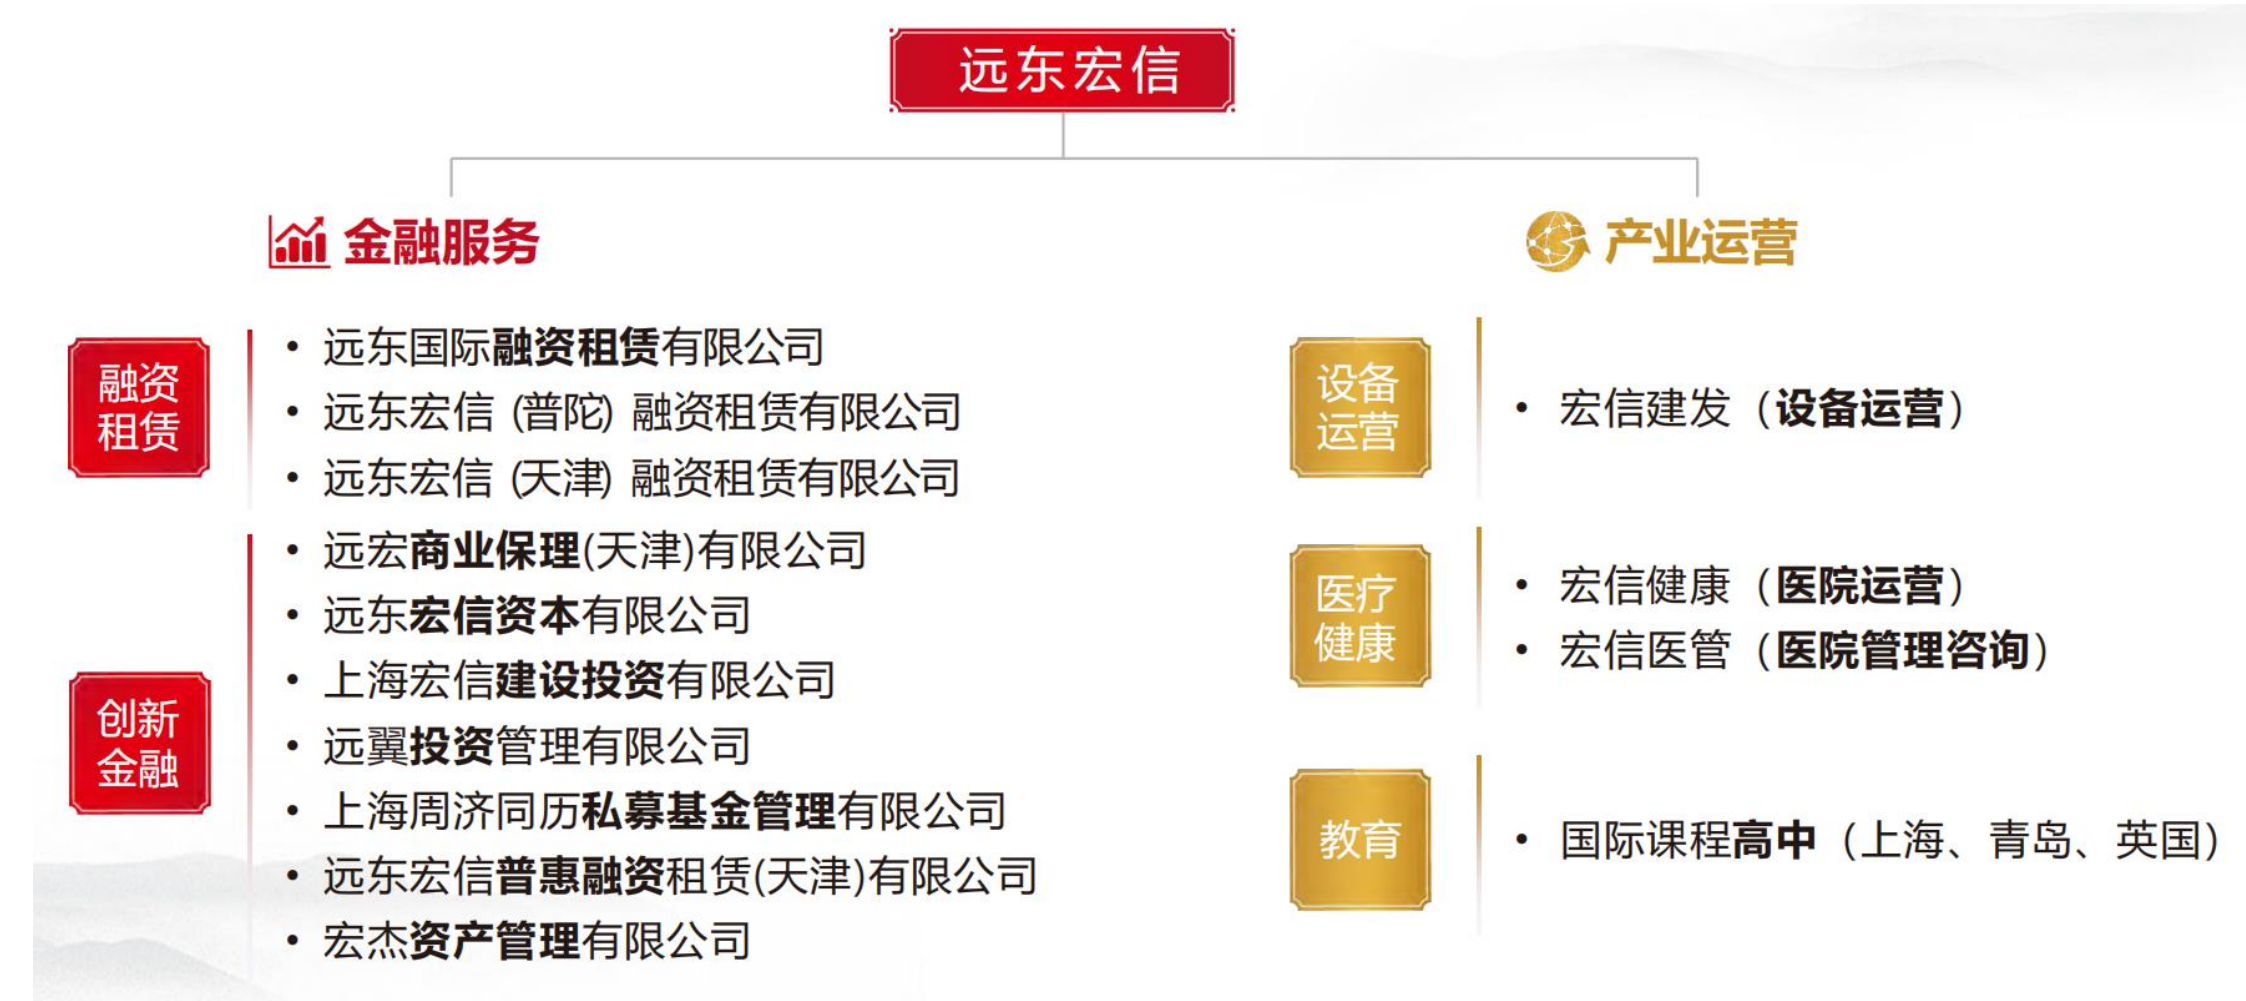 远东宏信
金融服务
融资
租赁
• 远东国际融资租赁有限公司
• 远东宏信 (普陀) 融资租赁有限公司
• 远东宏信 (天津) 融资租赁有限公司
创新
金融
• 远宏商业保理(天津)有限公司
• 远东宏信资本有限公司
• 上海宏信建设投资有限公司
• 远翼投资管理有限公司
• 上海周济同历私募基金管理有限公司
• 远东宏信普惠融资租赁(天津)有限公司
• 宏杰资产管理有限公司
产业运营
设备
运营
• 宏信建发（设备运营）
医疗
健康
• 宏信健康（医院运营）
• 宏信医管（医院管理咨询）
教育
• 国际课程高中（上海、青岛、英国）